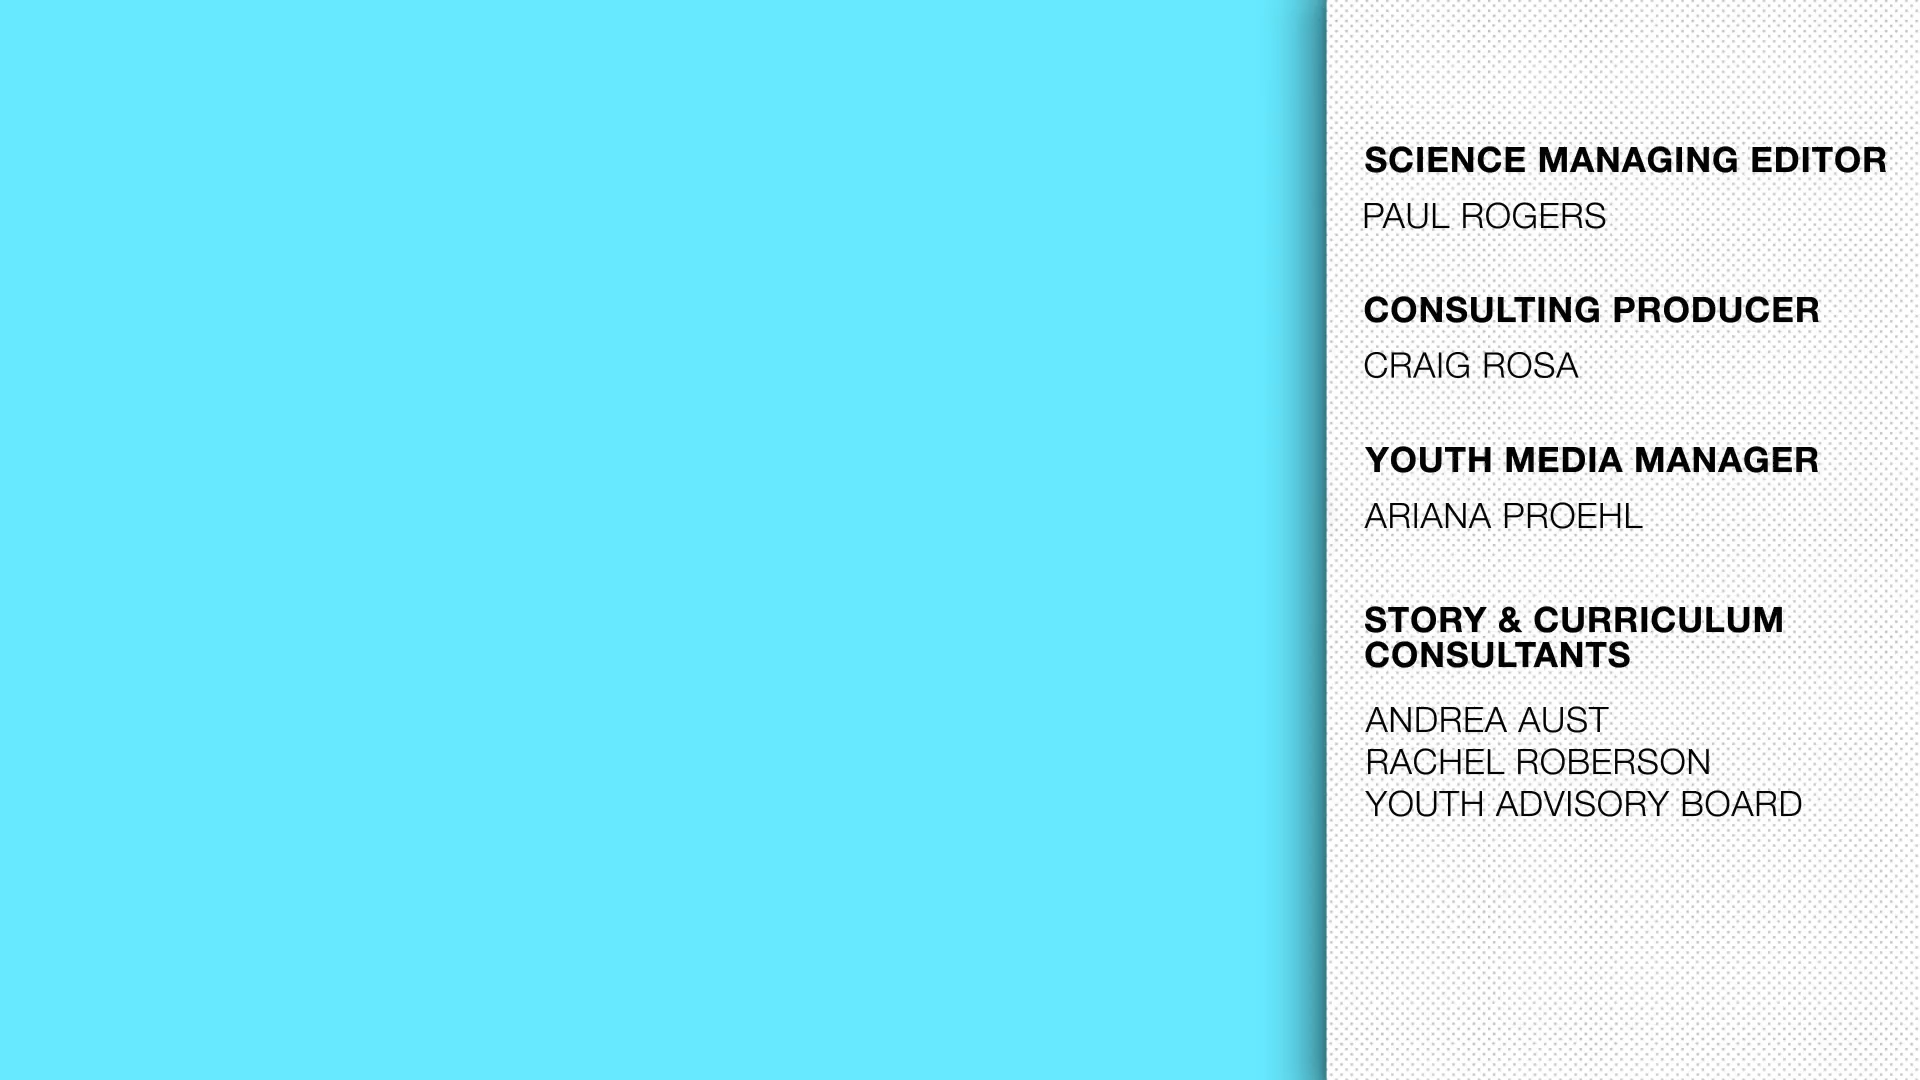 SCIENCE MANAGING EDITOR
PAUL ROGERS
CONSULTING PRODUCER
CRAIG ROSA
YOUTH MEDIA MANAGER
ARIANA PROEHL
STORY & CURRICULUM
CONSULTANTS
ANDREA AUST
RACHEL ROBERSON
YOUTH ADVISORY BOARD